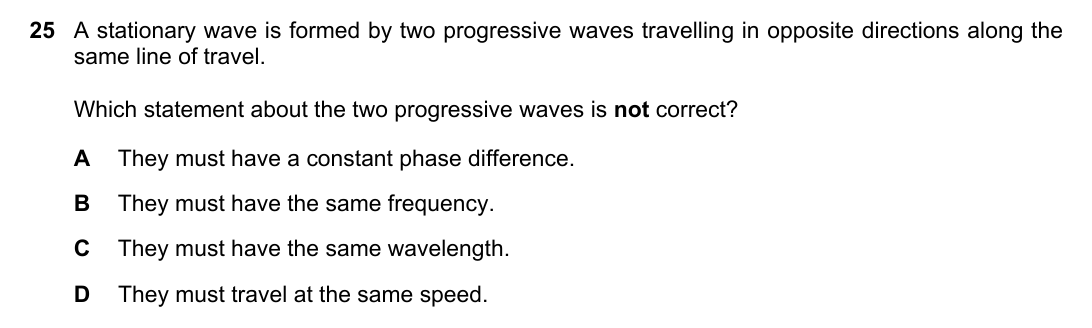 25 A stationary wave is formed by two progressive waves travelling in opposite directions along the
same line of travel.
Which statement about the two progressive waves is not correct?
A They must have a constant phase difference.
B They must have the same frequency.
C They must have the same wavelength.
D They must travel at the same speed.